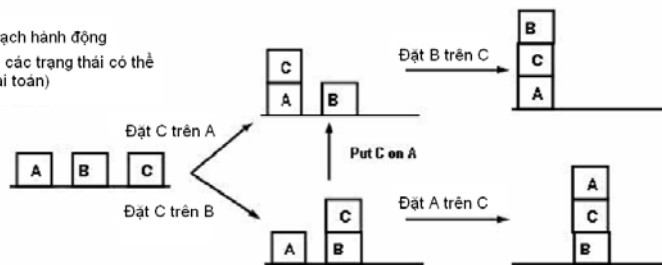 ạch hành động
các trạng thái có thể
ài toán)
Đặt C trên A
Đặt C trên B
A
B
C
C
A
B
Put C on A
Đặt B trên C
B
C
A
A
C
B
Đặt A trên C
A
C
B